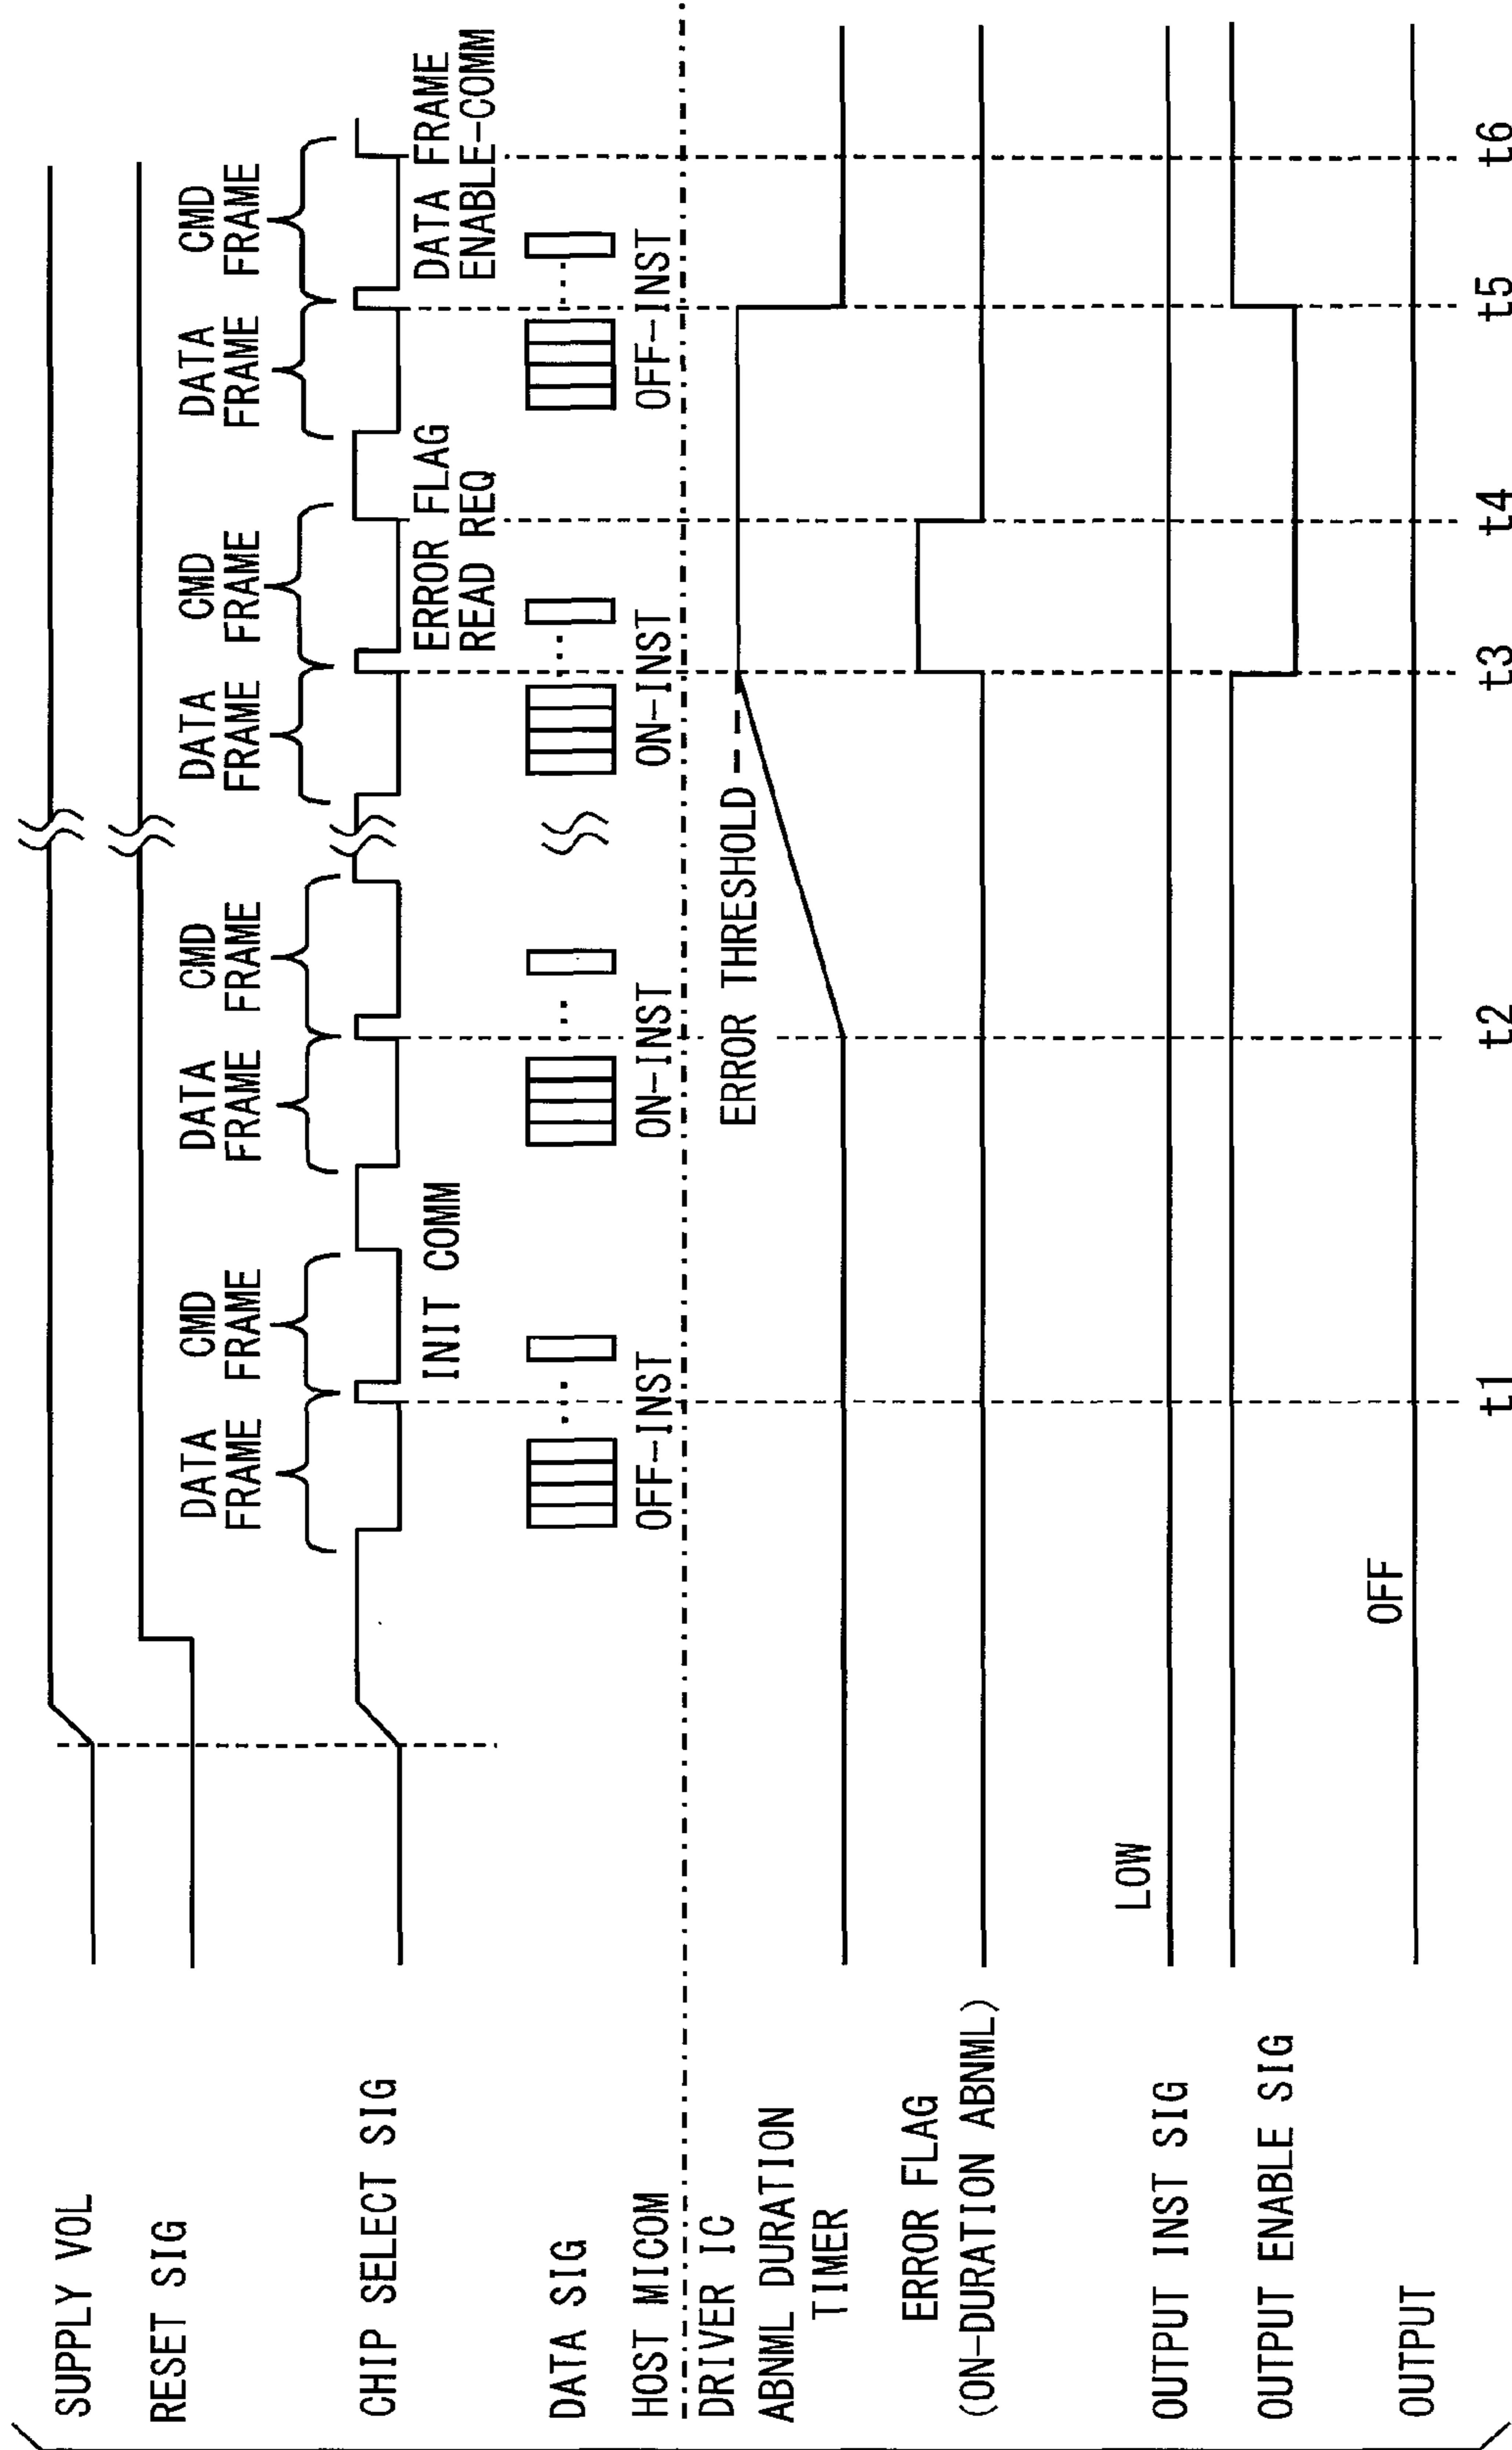 SUPPLY VOL
RESET SIG
DATA
FRAME
CMD
FRAME
DATA
FRAME
CMD
FRAME
DATA
FRAME
CMD
FRAME
DATA
FRAME
CMD
FRAME
CHIP SELECT SIG
INIT COMM
ERROR FLAG
READ REQ
DATA FRAME
ENABLE-COMM
DATA SIG
OFF-INST
ON-INST
ON-INST
OFF-INST
HOST MICOM
DRIVER IC
ABNML DURATION
TIMER
ERROR THRESHOLD
ERROR FLAG
(ON-DURATION ABNML)
OUTPUT INST SIG
LOW
OUTPUT ENABLE SIG
OUTPUT
OFF
t1
t2
t3
t4
t5
t6